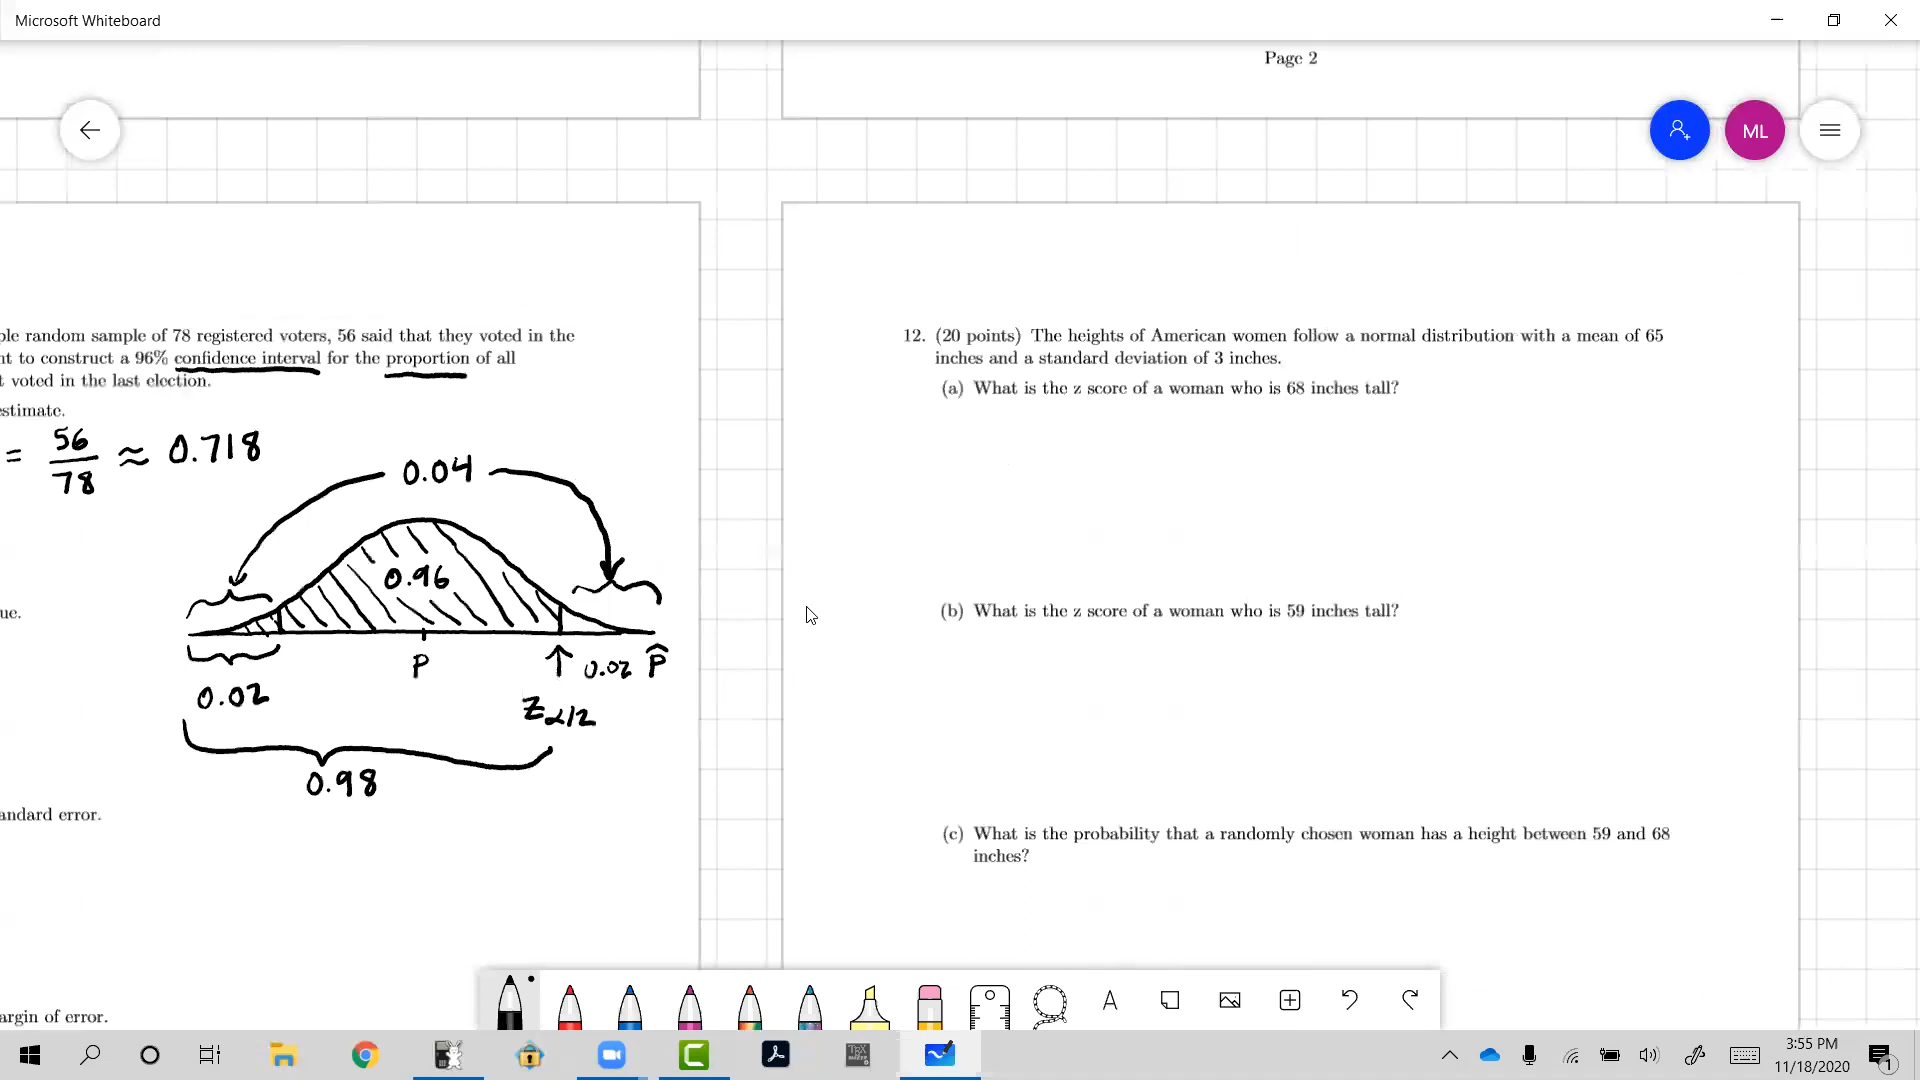 Microsoft Whiteboard
Page 2
ML
ple random sample of 78 registered voters, 56 said that they voted in the
nt to construct a 96% confidence interval for the proportion of all
t voted in the last election.
estimate.
= 56/78 ≈ 0.718
0.04
0.96
ue.
P
0.02 P̂
0.02
Zα/2
0.98
andard error.
argin of error.
12. (20 points) The heights of American women follow a normal distribution with a mean of 65
inches and a standard deviation of 3 inches.
(a) What is the z score of a woman who is 68 inches tall?
(b) What is the z score of a woman who is 59 inches tall?
(c) What is the probability that a randomly chosen woman has a height between 59 and 68
inches?
3:55 PM
11/18/2020
1